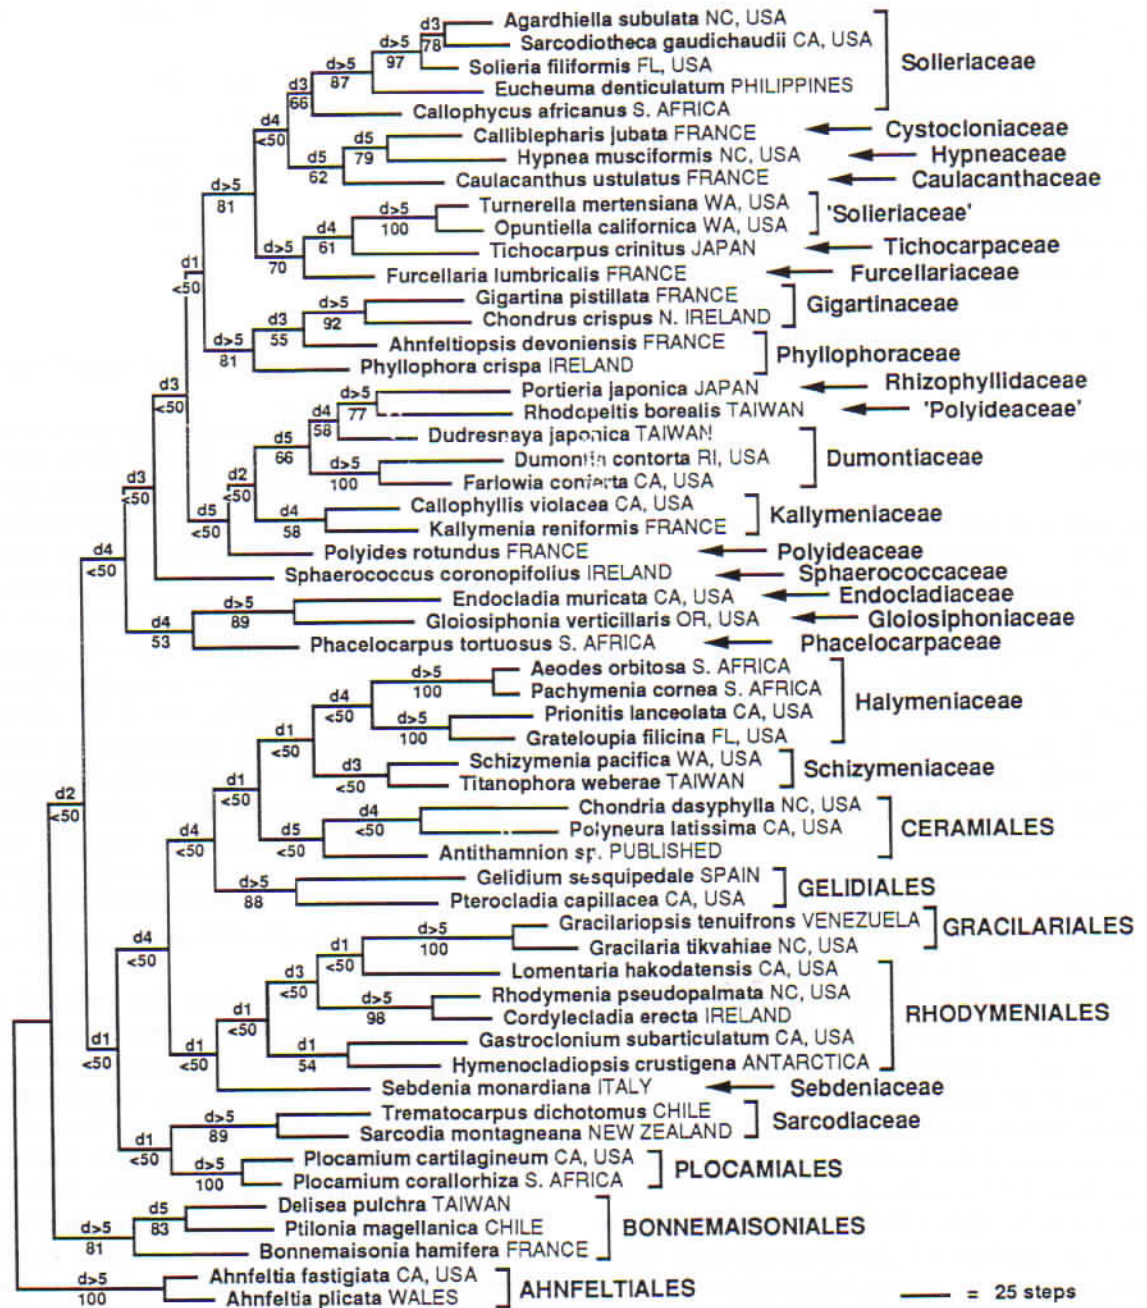 d3 Agardhiella subulata NC, USA
d>5 78 Sarcodiotheca gaudichaudii CA, USA
d>5 97 Solieria filiformis FL, USA Solieriaceae
d3 87 Eucheuma denticulatum PHILIPPINES
66 Callophycus africanus S. AFRICA
d4 d5 Calliblepharis jubata FRANCE Cystocloniaceae
<50 d5 79 Hypnea musciformis NC, USA Hypneaceae
d>5 62 Caulacanthus ustulatus FRANCE Caulacanthaceae
81 d>5 Turnerella mertensiana WA, USA 'Solieriaceae'
d4 100 Opuntiella californica WA, USA
d>5 61 Tichocarpus crinitus JAPAN Tichocarpaceae
d1 70 Furcellaria lumbricalis FRANCE Furcellariaceae
<50 d>5 Gigartina pistillata FRANCE Gigartinaceae
d3 92 Chondrus crispus N. IRELAND
d>5 55 Ahnfeltiopsis devoniensis FRANCE Phyllophoraceae
81 Phyllophora crispa IRELAND
d3 d>5 Portieria japonica JAPAN Rhizophyllidaceae
<50 d4 77 Rhodopeltis borealis TAIWAN 'Polyideaceae'
d5 58 Dudresnaya japonica TAIWAN
66 d>5 Dumontia contorta RI, USA Dumontiaceae
d3 d2 100 Farlowia conferta CA, USA
<50 <50 d4 Callophyllis violacea CA, USA Kallymeniaceae
d5 58 Kallymenia reniformis FRANCE
<50 Polyides rotundus FRANCE Polyideaceae
d4 Sphaerococcus coronopifolius IRELAND Sphaerococcaceae
<50 d>5 Endocladia muricata CA, USA Endocladiaceae
d4 89 Gloiosiphonia verticillaris OR, USA Gloiosiphoniaceae
53 Phacelocarpus tortuosus S. AFRICA Phacelocarpaceae
d>5 Aeodes orbitosa S. AFRICA
d4 100 Pachymenia cornea S. AFRICA Halymeniaceae
<50 d>5 Prionitis lanceolata CA, USA
d1 100 Grateloupia filicina FL, USA
<50 d3 Schizymenia pacifica WA, USA Schizymeniaceae
d1 <50 Titanophora weberae TAIWAN
d2 <50 d4 Chondria dasyphylla NC, USA
<50 d5 <50 Polyneura latissima CA, USA CERAMIALES
d4 <50 Antithamnion sp. PUBLISHED
<50 d>5 Gelidium sesquipedale SPAIN GELIDIALES
88 Pterocladia capillacea CA, USA
d>5 Gracilariopsis tenuifrons VENEZUELA GRACILARIALES
d4 d1 100 Gracilaria tikvahiae NC, USA
<50 d3 <50 Lomentaria hakodatensis CA, USA
<50 d>5 Rhodymenia pseudopalmata NC, USA RHODYMENIALES
d1 98 Cordylecladia erecta IRELAND
d1 d1 <50 d1 Gastroclonium subarticulatum CA, USA
<50 <50 54 Hymenocladiopsis crustigena ANTARCTICA
Sebdenia monardiana ITALY Sebdeniaceae
d>5 Trematocarpus dichotomus CHILE Sarcodiaceae
d1 89 Sarcodia montagneana NEW ZEALAND
<50 d>5 Plocamium cartilagineum CA, USA PLOCAMIALES
100 Plocamium corallorhiza S. AFRICA
d5 Delisea pulchra TAIWAN
d>5 83 Ptilonia magellanica CHILE BONNEMAISONIALES
81 Bonnemaisonia hamifera FRANCE
d>5 Ahnfeltia fastigiata CA, USA AHNFELTIALES
100 Ahnfeltia plicata WALES = 25 steps